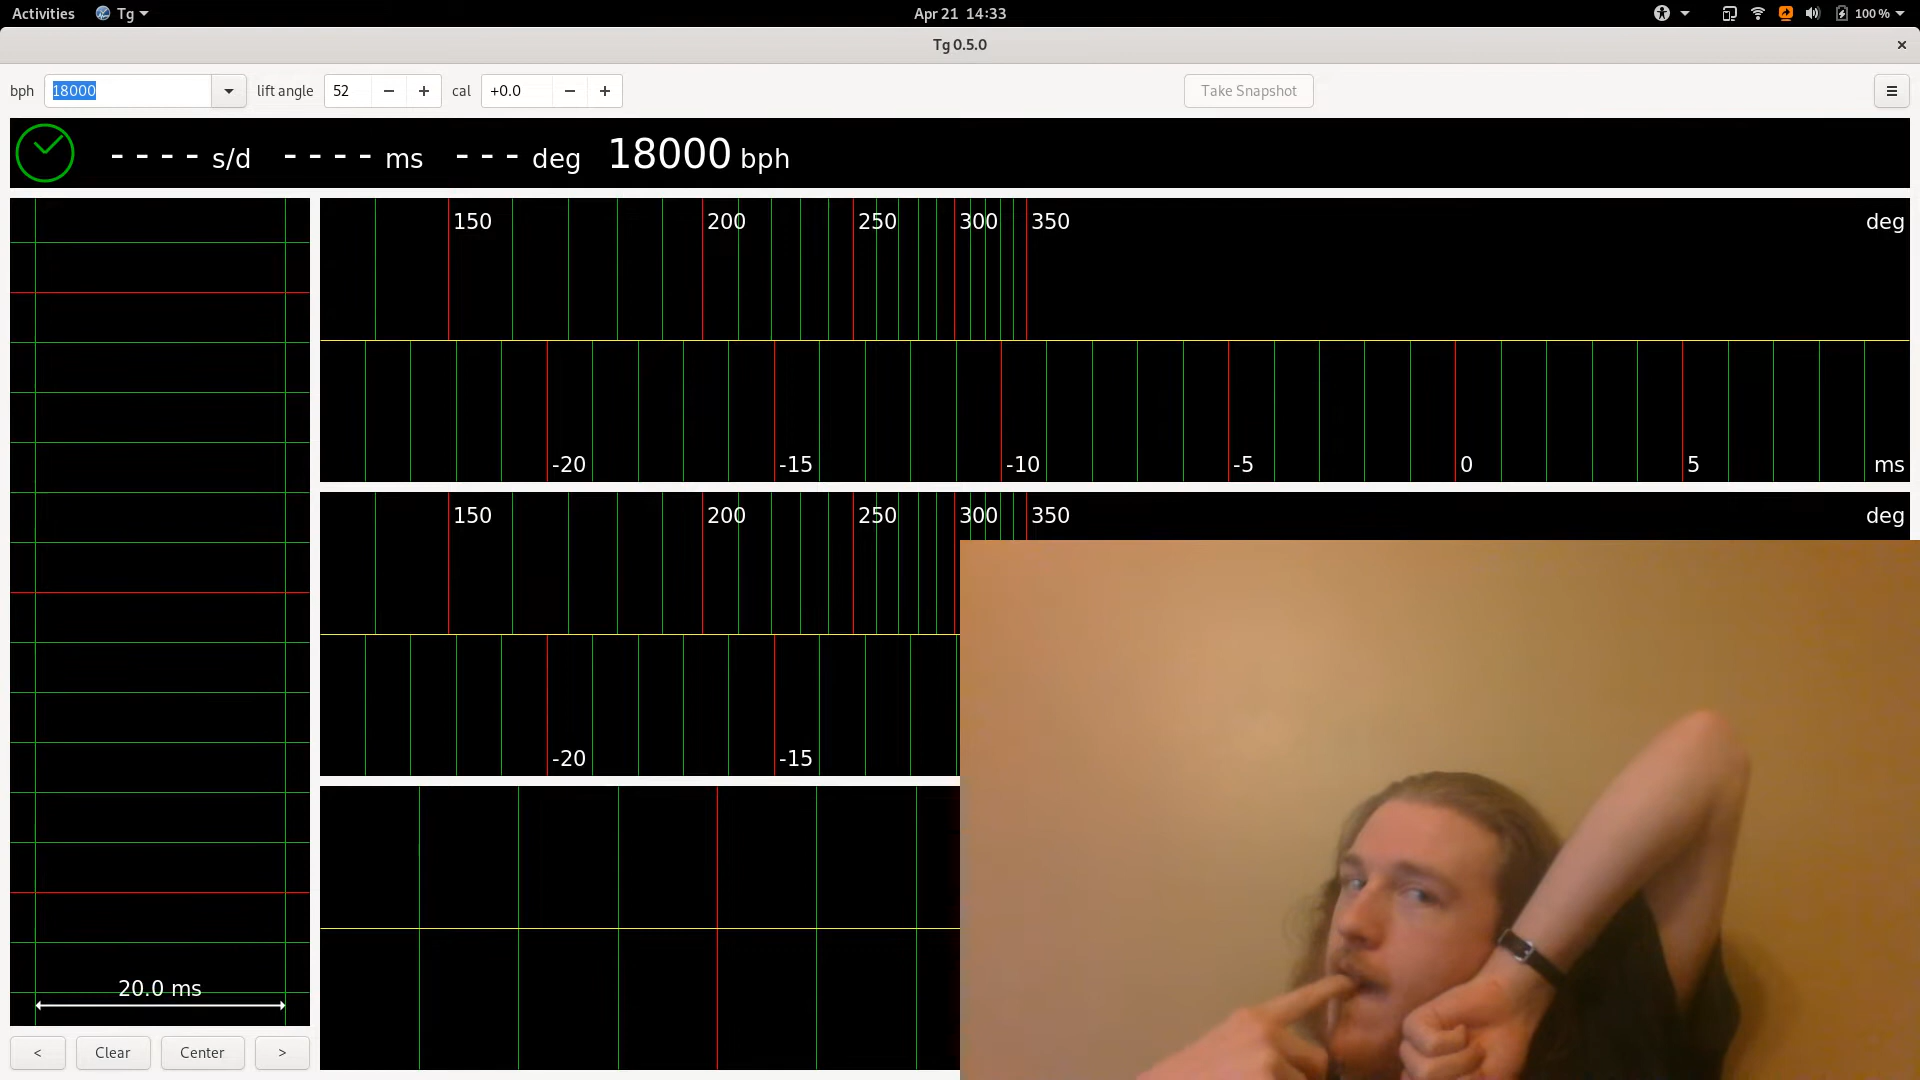 Activities Tg Apr 21 14:33 100 %
Tg 0.5.0 ×
bph 18000 lift angle 52 − + cal +0.0 − + Take Snapshot
---- s/d ---- ms --- deg 18000 bph
150 200 250 300 350 deg
-20 -15 -10 -5 0 5 ms
150 200 250 300 350 deg
-20 -15
20.0 ms
< Clear Center >